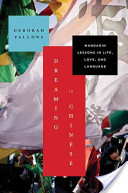 DEBORAH
FALLOWS
MANDARIN
LESSONS IN LIFE,
LOVE, AND
LANGUAGE
DREAMING
IN
CHINESE